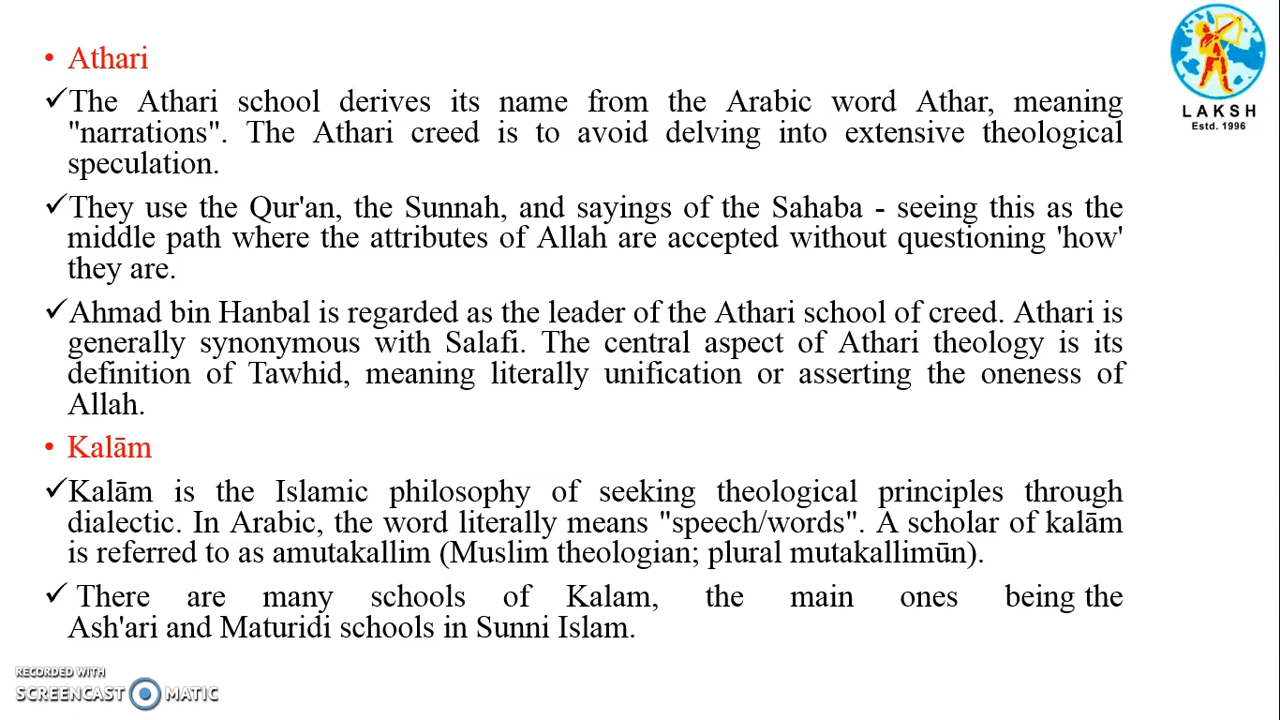 • Athari
✓The Athari school derives its name from the Arabic word Athar, meaning
"narrations". The Athari creed is to avoid delving into extensive theological
speculation.
✓They use the Qur'an, the Sunnah, and sayings of the Sahaba - seeing this as the
middle path where the attributes of Allah are accepted without questioning 'how'
they are.
✓Ahmad bin Hanbal is regarded as the leader of the Athari school of creed. Athari is
generally synonymous with Salafi. The central aspect of Athari theology is its
definition of Tawhid, meaning literally unification or asserting the oneness of
Allah.
• Kalām
✓Kalām is the Islamic philosophy of seeking theological principles through
dialectic. In Arabic, the word literally means "speech/words". A scholar of kalām
is referred to as amutakallim (Muslim theologian; plural mutakallimūn).
✓ There are many schools of Kalam, the main ones being the
Ash'ari and Maturidi schools in Sunni Islam.
LAKSH
Estd. 1996
RECORDED WITH
SCREENCAST MATIC